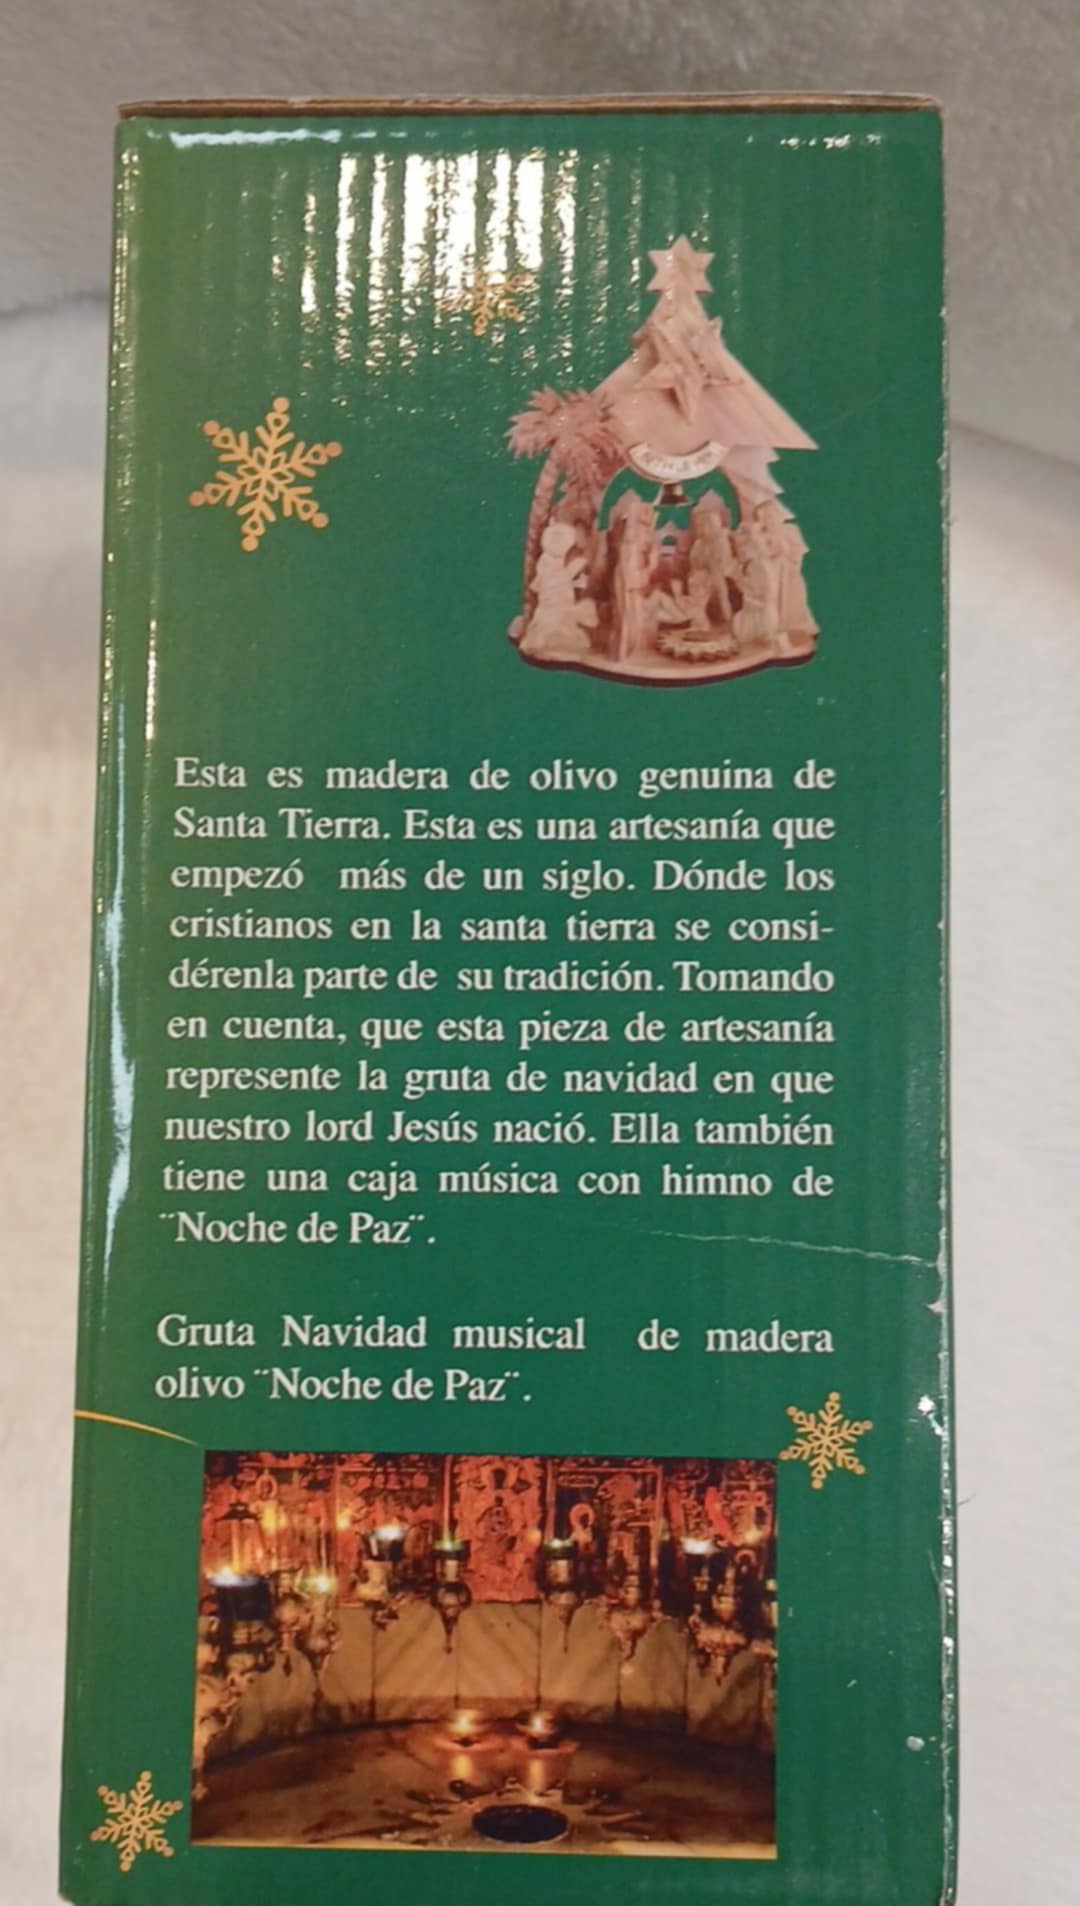 BETHLEHEM
Esta es madera de olivo genuina de
Santa Tierra. Esta es una artesanía que
empezó más de un siglo. Dónde los
cristianos en la santa tierra se consi-
dérenla parte de su tradición. Tomando
en cuenta, que esta pieza de artesanía
represente la gruta de navidad en que
nuestro lord Jesús nació. Ella también
tiene una caja música con himno de
¨Noche de Paz¨.
Gruta Navidad musical de madera
olivo ¨Noche de Paz¨.